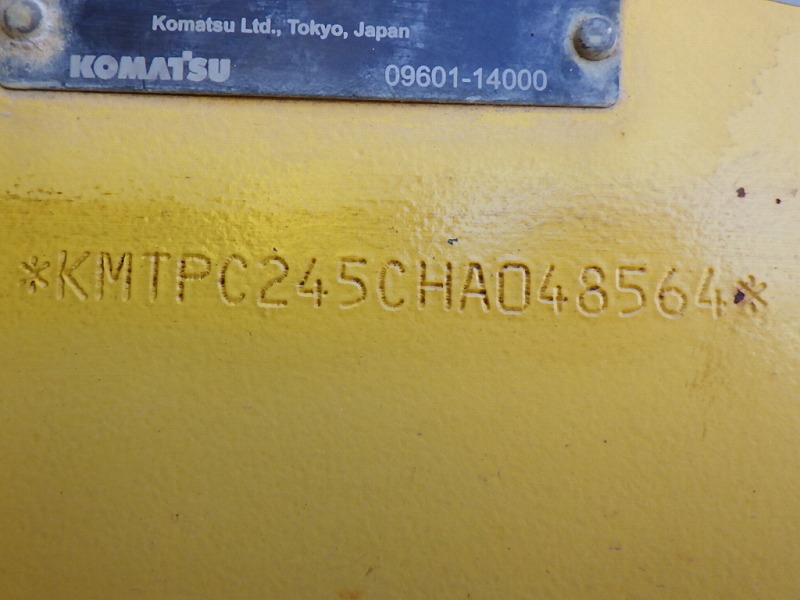 Komatsu Ltd., Tokyo, Japan
KOMATSU 09601-14000
*KMTPC245CHA048564*